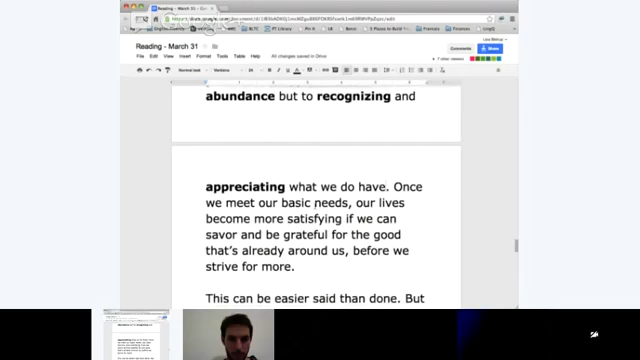 Reading - March 31
File Edit View Insert Format Tools Table Help All changes saved in Drive
Comments Share
Normal text Verdana
abundance but to recognizing and
appreciating what we do have. Once
we meet our basic needs, our lives
become more satisfying if we can
savor and be grateful for the good
that's already around us, before we
strive for more.
This can be easier said than done. But